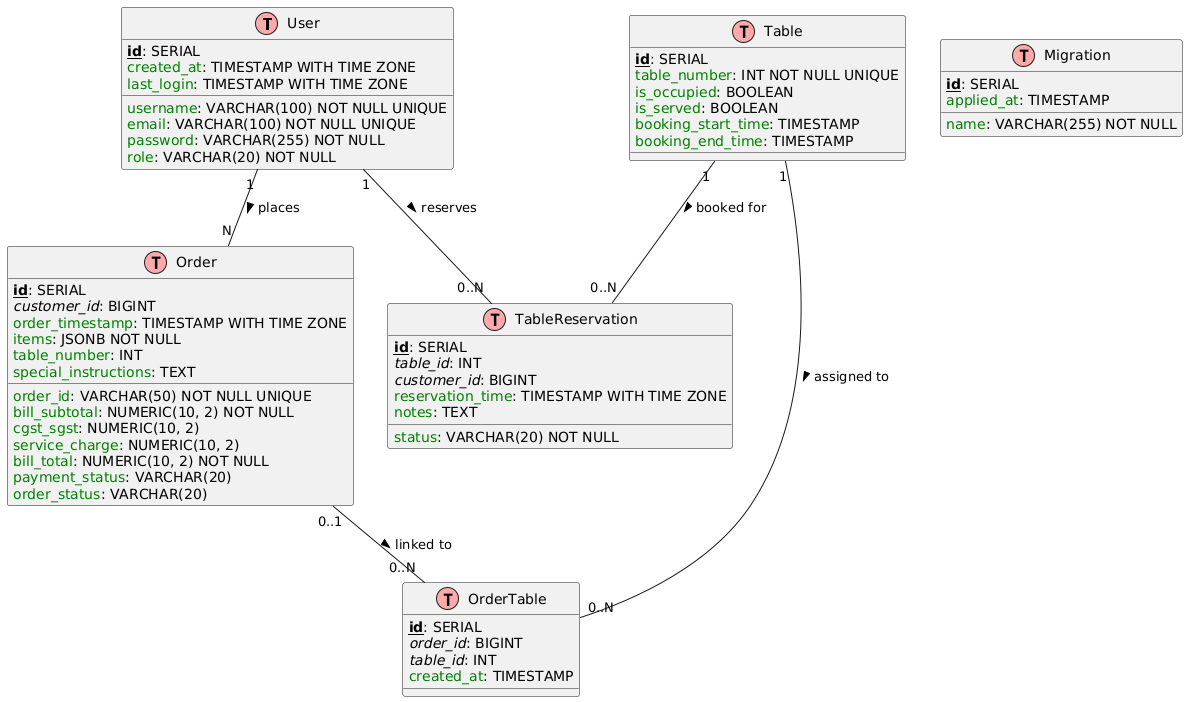 T User
id: SERIAL
created_at: TIMESTAMP WITH TIME ZONE
last_login: TIMESTAMP WITH TIME ZONE
username: VARCHAR(100) NOT NULL UNIQUE
email: VARCHAR(100) NOT NULL UNIQUE
password: VARCHAR(255) NOT NULL
role: VARCHAR(20) NOT NULL
T Table
id: SERIAL
table_number: INT NOT NULL UNIQUE
is_occupied: BOOLEAN
is_served: BOOLEAN
booking_start_time: TIMESTAMP
booking_end_time: TIMESTAMP
T Migration
id: SERIAL
applied_at: TIMESTAMP
name: VARCHAR(255) NOT NULL
1
places
N
1
reserves
0..N
1
booked for
0..N
1
assigned to
0..N
T Order
id: SERIAL
customer_id: BIGINT
order_timestamp: TIMESTAMP WITH TIME ZONE
items: JSONB NOT NULL
table_number: INT
special_instructions: TEXT
order_id: VARCHAR(50) NOT NULL UNIQUE
bill_subtotal: NUMERIC(10, 2) NOT NULL
cgst_sgst: NUMERIC(10, 2)
service_charge: NUMERIC(10, 2)
bill_total: NUMERIC(10, 2) NOT NULL
payment_status: VARCHAR(20)
order_status: VARCHAR(20)
T TableReservation
id: SERIAL
table_id: INT
customer_id: BIGINT
reservation_time: TIMESTAMP WITH TIME ZONE
notes: TEXT
status: VARCHAR(20) NOT NULL
0..1
linked to
0..N
T OrderTable
id: SERIAL
order_id: BIGINT
table_id: INT
created_at: TIMESTAMP